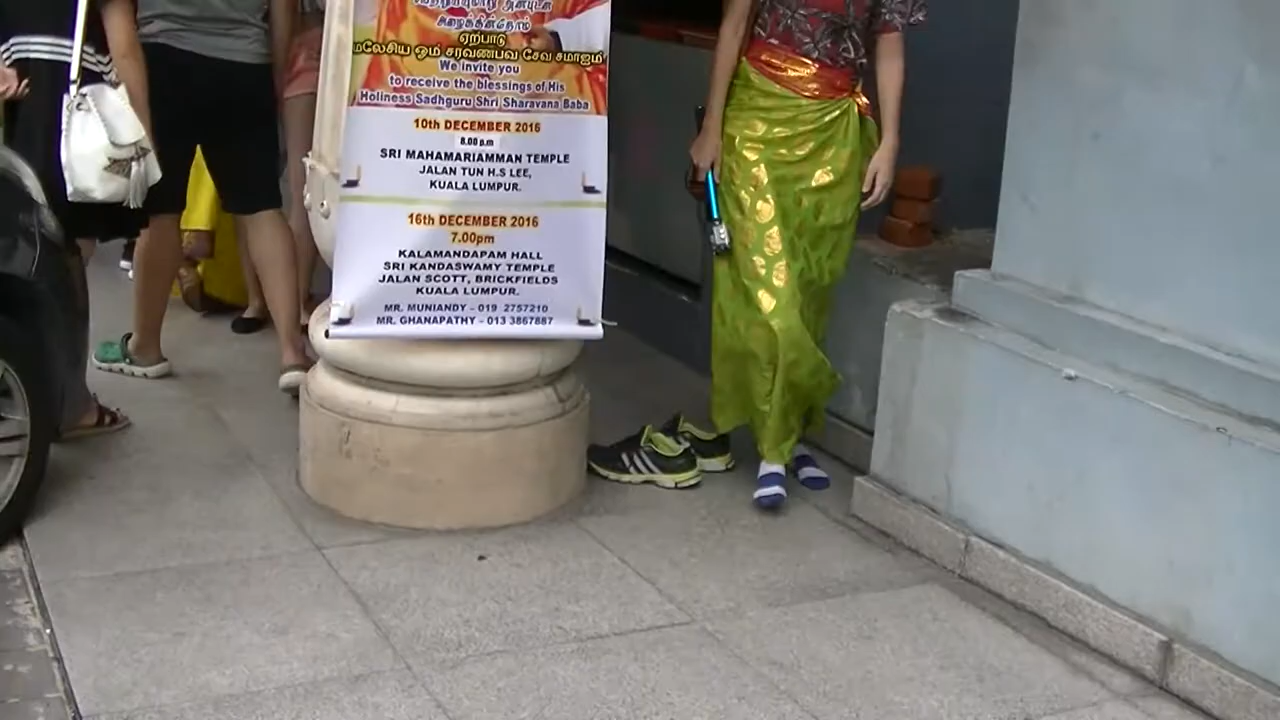 அழைக்கின்றோம்
ஏற்பாடு
மலேசிய ஓம் சரவணபவ சேவ சமாஜம்
We invite you
to receive the blessings of His
Holiness Sadhguru Shri Sharavana Baba
10th DECEMBER 2016
8.00 p.m
SRI MAHAMARIAMMAN TEMPLE
JALAN TUN H.S LEE,
KUALA LUMPUR.
16th DECEMBER 2016
7.00pm
KALAMANDAPAM HALL
SRI KANDASWAMY TEMPLE
JALAN SCOTT, BRICKFIELDS
KUALA LUMPUR.
MR. MUNIANDY – 019 2757210
MR. GHANAPATHY – 013 3867887